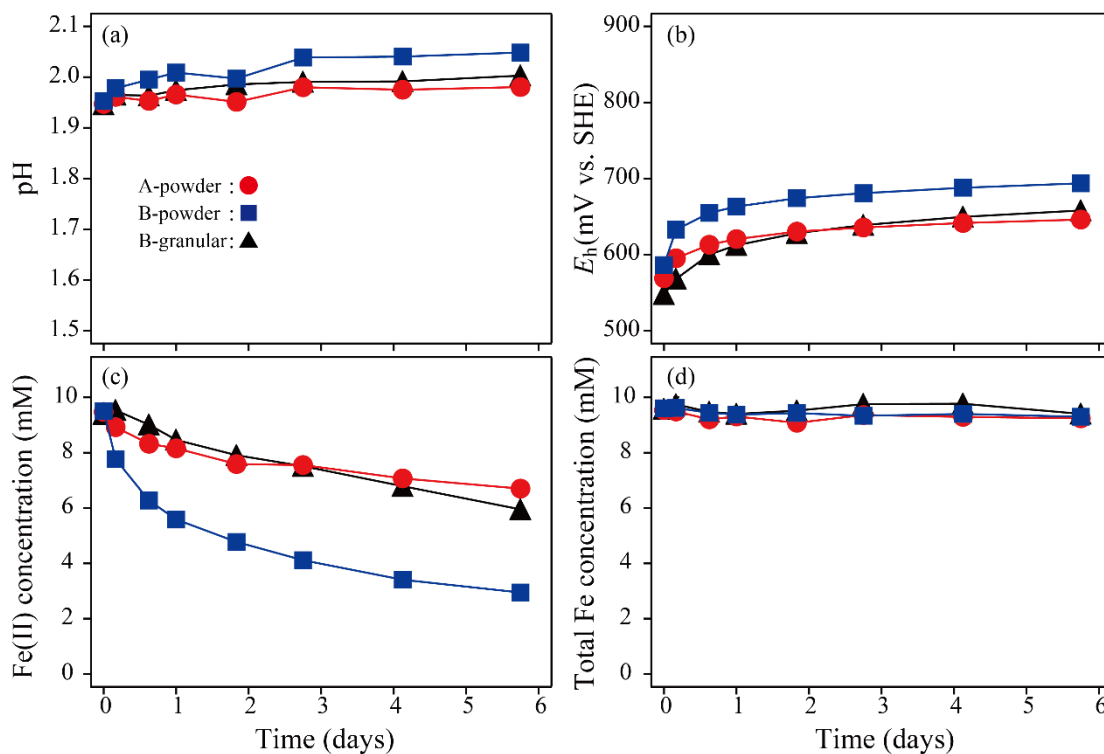 (a)
2.1
2.0
1.9
1.8
1.7
1.6
1.5
pH
A-powder :
B-powder :
B-granular :
(b)
900
800
700
600
500
Eh (mV vs. SHE)
(c)
10
8
6
4
2
0
Fe(II) concentration (mM)
0 1 2 3 4 5 6
Time (days)
(d)
10
8
6
4
2
0
Total Fe concentration (mM)
0 1 2 3 4 5 6
Time (days)